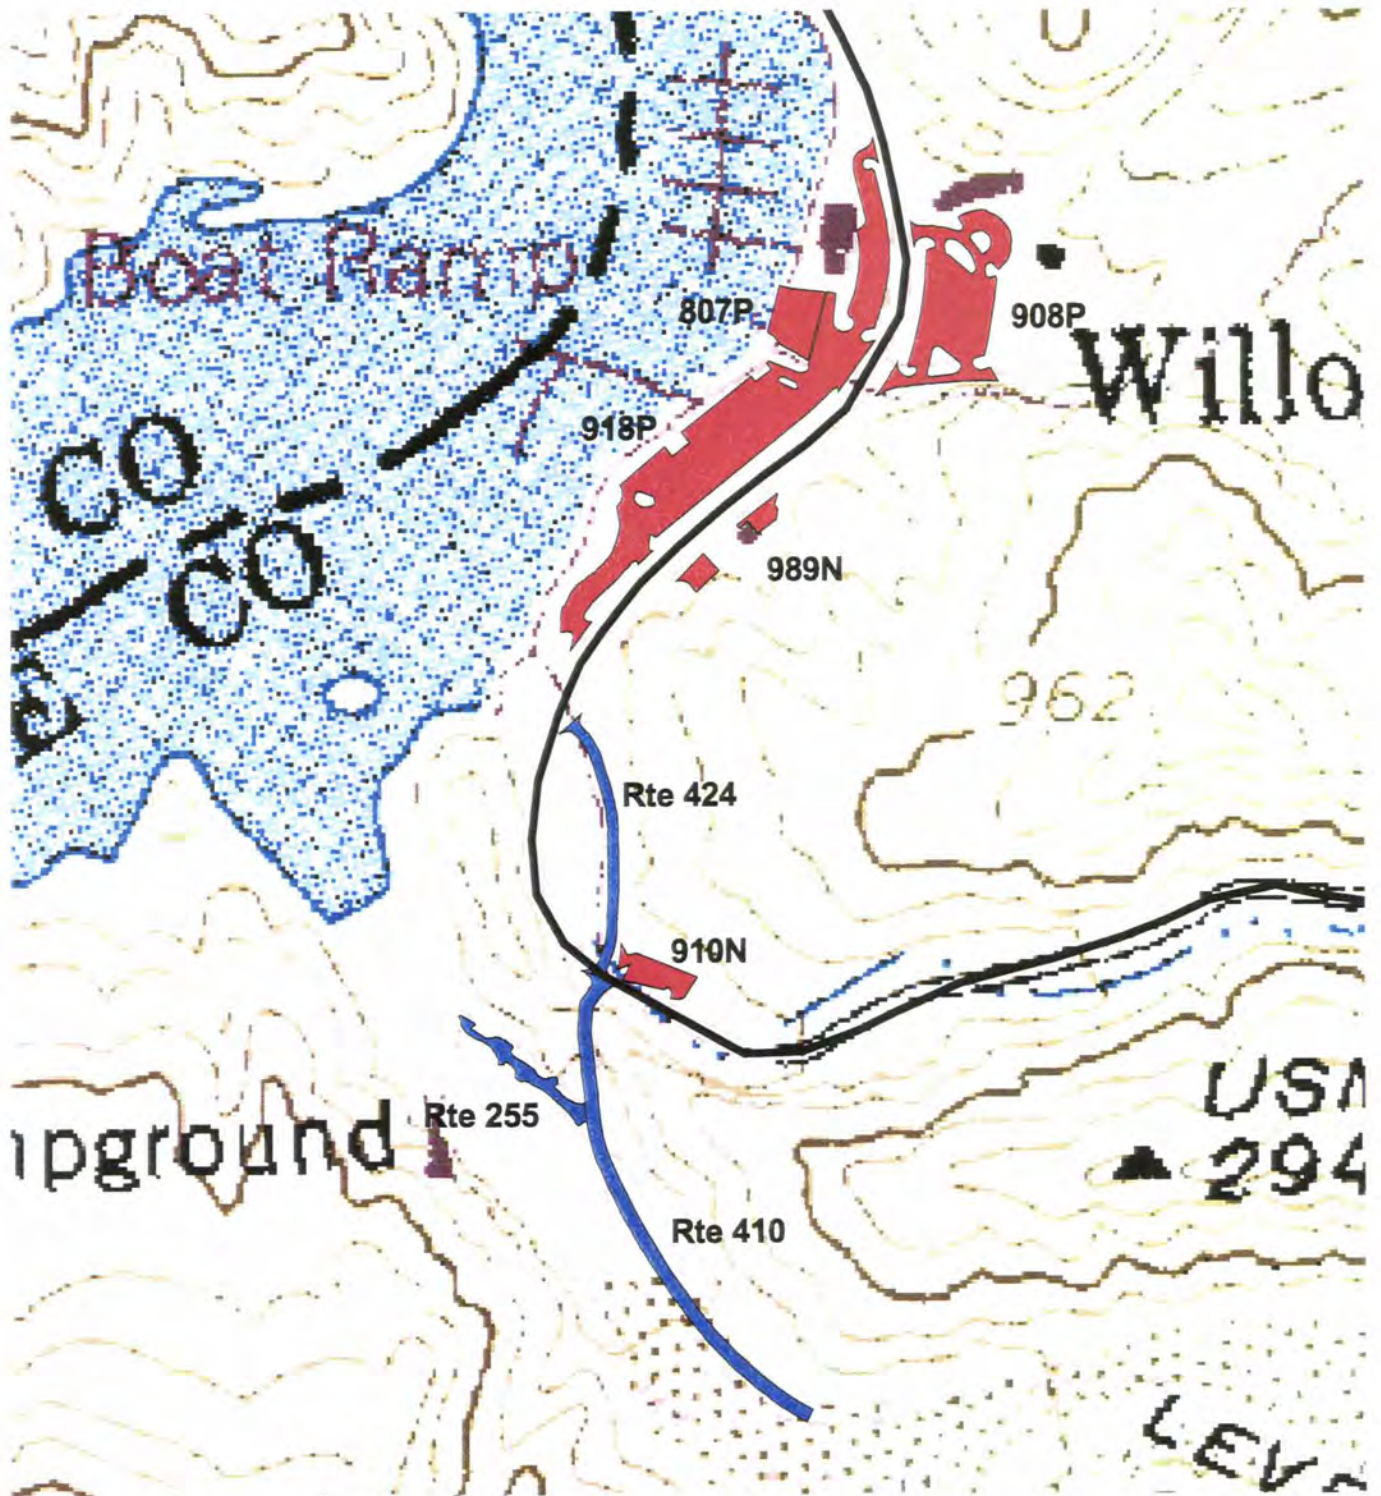 Boat Ramp
807P
908P
Willo
918P
CO
CO
989N
962
Rte 424
910N
Rte 255
pground
USM
294
Rte 410
LEV